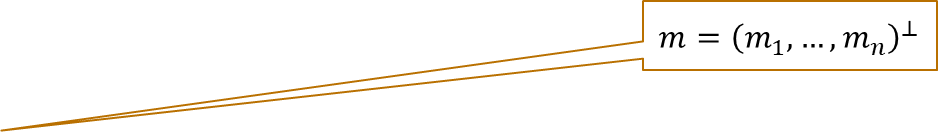 𝑚 = (𝑚₁, … , 𝑚ₙ)^⊥